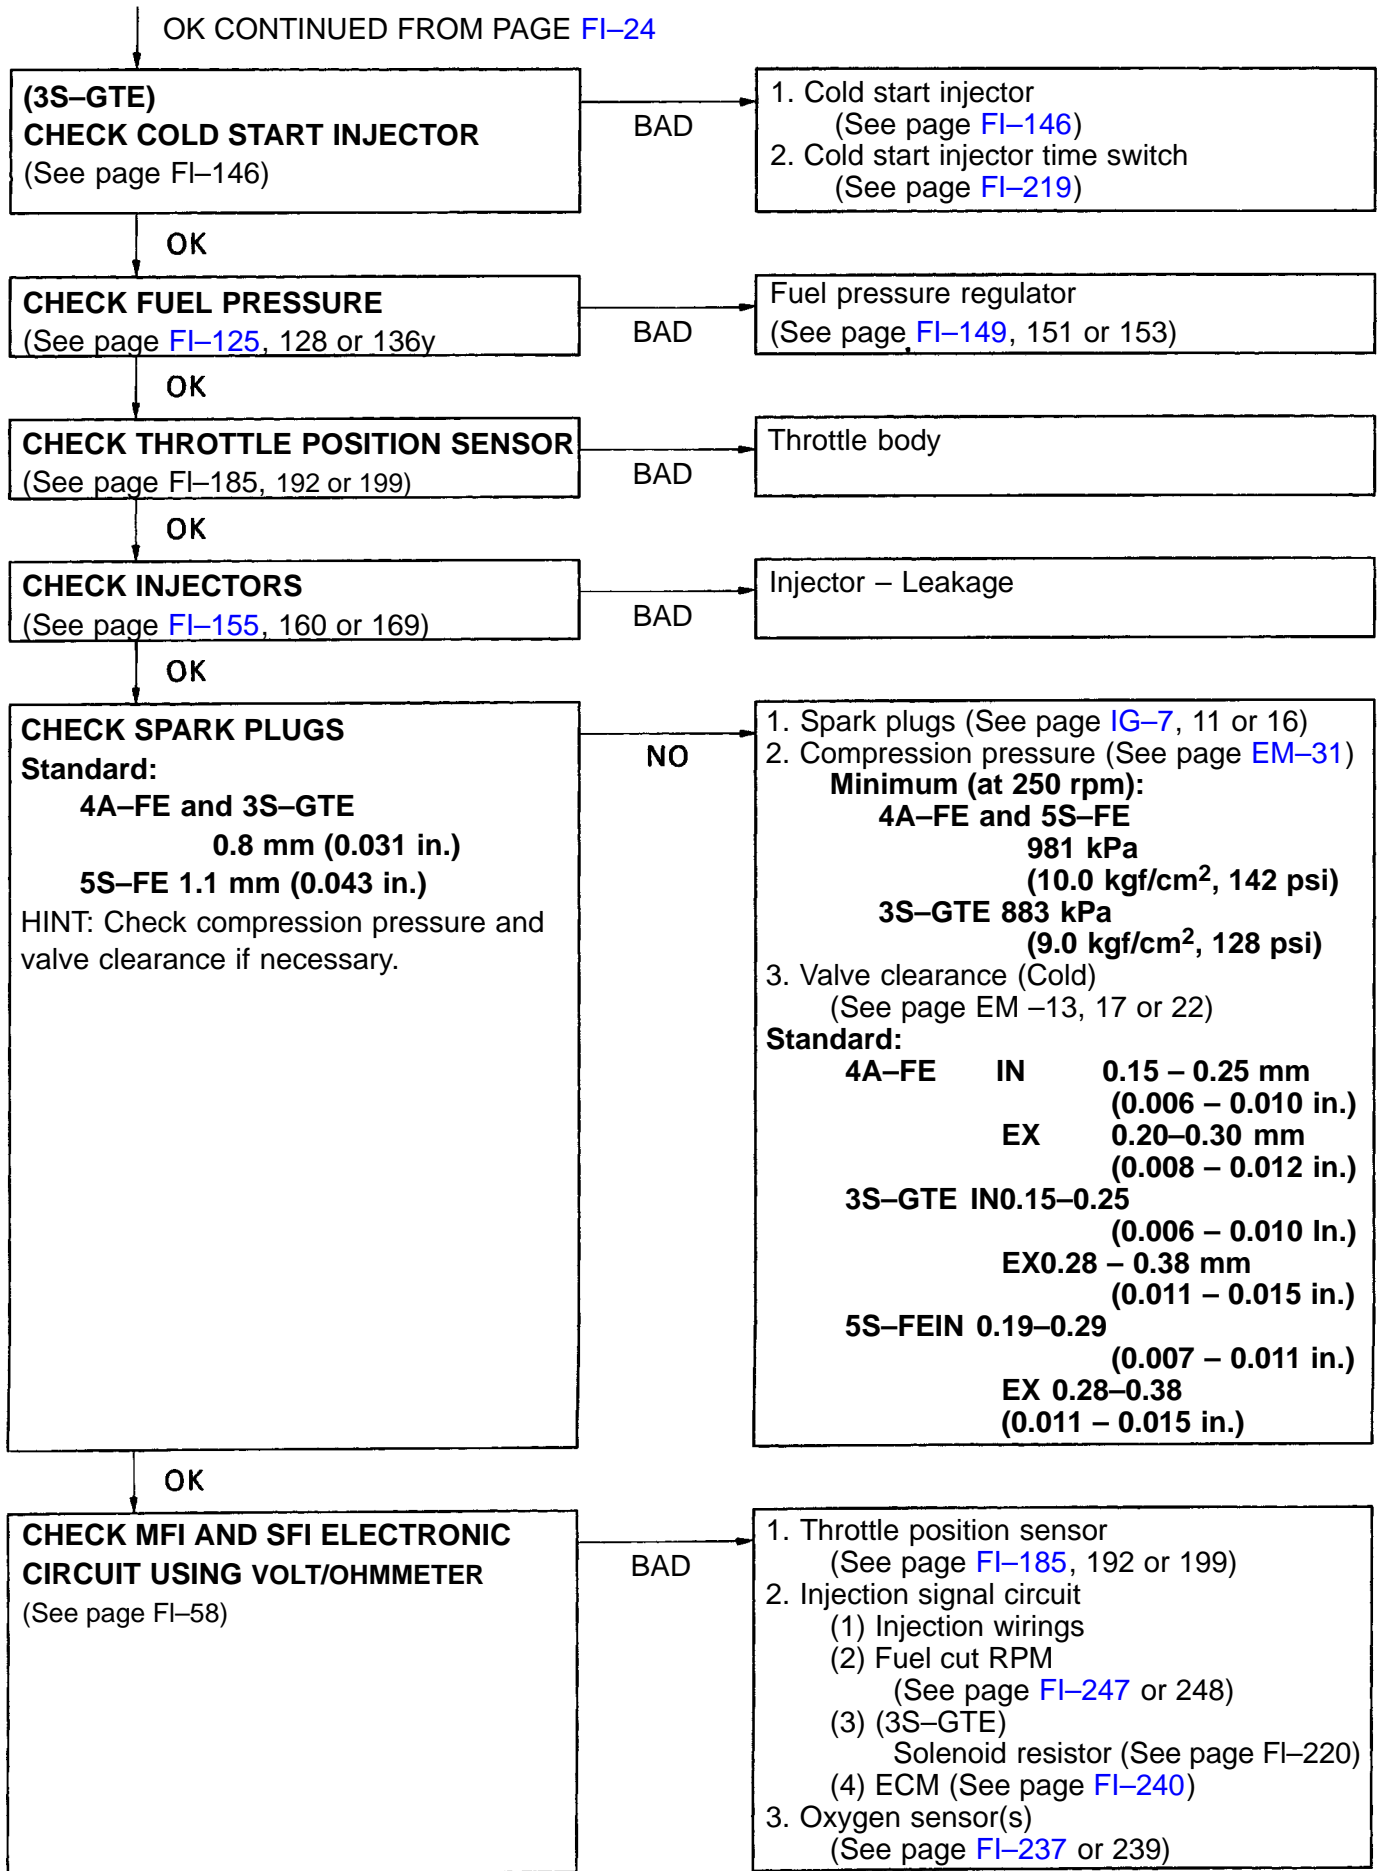 OK CONTINUED FROM PAGE FI–24
(3S–GTE)
CHECK COLD START INJECTOR
(See page FI–146)
BAD
1. Cold start injector
(See page FI–146)
2. Cold start injector time switch
(See page FI–219)
OK
CHECK FUEL PRESSURE
(See page FI–125, 128 or 136y
BAD
Fuel pressure regulator
(See page FI–149, 151 or 153)
OK
CHECK THROTTLE POSITION SENSOR
(See page FI–185, 192 or 199)
BAD
Throttle body
OK
CHECK INJECTORS
(See page FI–155, 160 or 169)
BAD
Injector – Leakage
OK
CHECK SPARK PLUGS
Standard:
4A–FE and 3S–GTE
0.8 mm (0.031 in.)
5S–FE 1.1 mm (0.043 in.)
HINT: Check compression pressure and
valve clearance if necessary.
NO
1. Spark plugs (See page IG–7, 11 or 16)
2. Compression pressure (See page EM–31)
Minimum (at 250 rpm):
4A–FE and 5S–FE
981 kPa
(10.0 kgf/cm², 142 psi)
3S–GTE 883 kPa
(9.0 kgf/cm², 128 psi)
3. Valve clearance (Cold)
(See page EM –13, 17 or 22)
Standard:
4A–FE IN 0.15 – 0.25 mm
(0.006 – 0.010 in.)
EX 0.20–0.30 mm
(0.008 – 0.012 in.)
3S–GTE IN0.15–0.25
(0.006 – 0.010 In.)
EX0.28 – 0.38 mm
(0.011 – 0.015 in.)
5S–FEIN 0.19–0.29
(0.007 – 0.011 in.)
EX 0.28–0.38
(0.011 – 0.015 in.)
OK
CHECK MFI AND SFI ELECTRONIC
CIRCUIT USING VOLT/OHMMETER
(See page FI–58)
BAD
1. Throttle position sensor
(See page FI–185, 192 or 199)
2. Injection signal circuit
(1) Injection wirings
(2) Fuel cut RPM
(See page FI–247 or 248)
(3) (3S–GTE)
Solenoid resistor (See page FI–220)
(4) ECM (See page FI–240)
3. Oxygen sensor(s)
(See page FI–237 or 239)